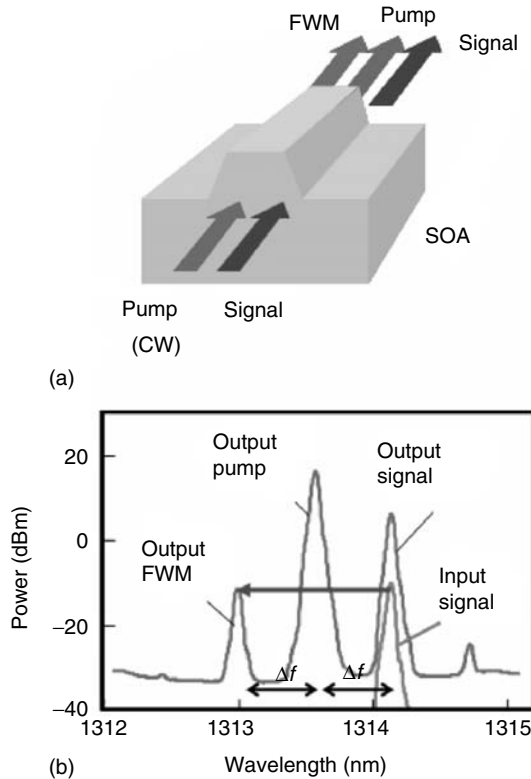 FWM
Pump
Signal
SOA
Pump
(CW)
Signal
(a)
Power (dBm)
20
0
−20
−40
Output
pump
Output
signal
Output
FWM
Input
signal
Δf
Δf
1312
1313
1314
1315
Wavelength (nm)
(b)